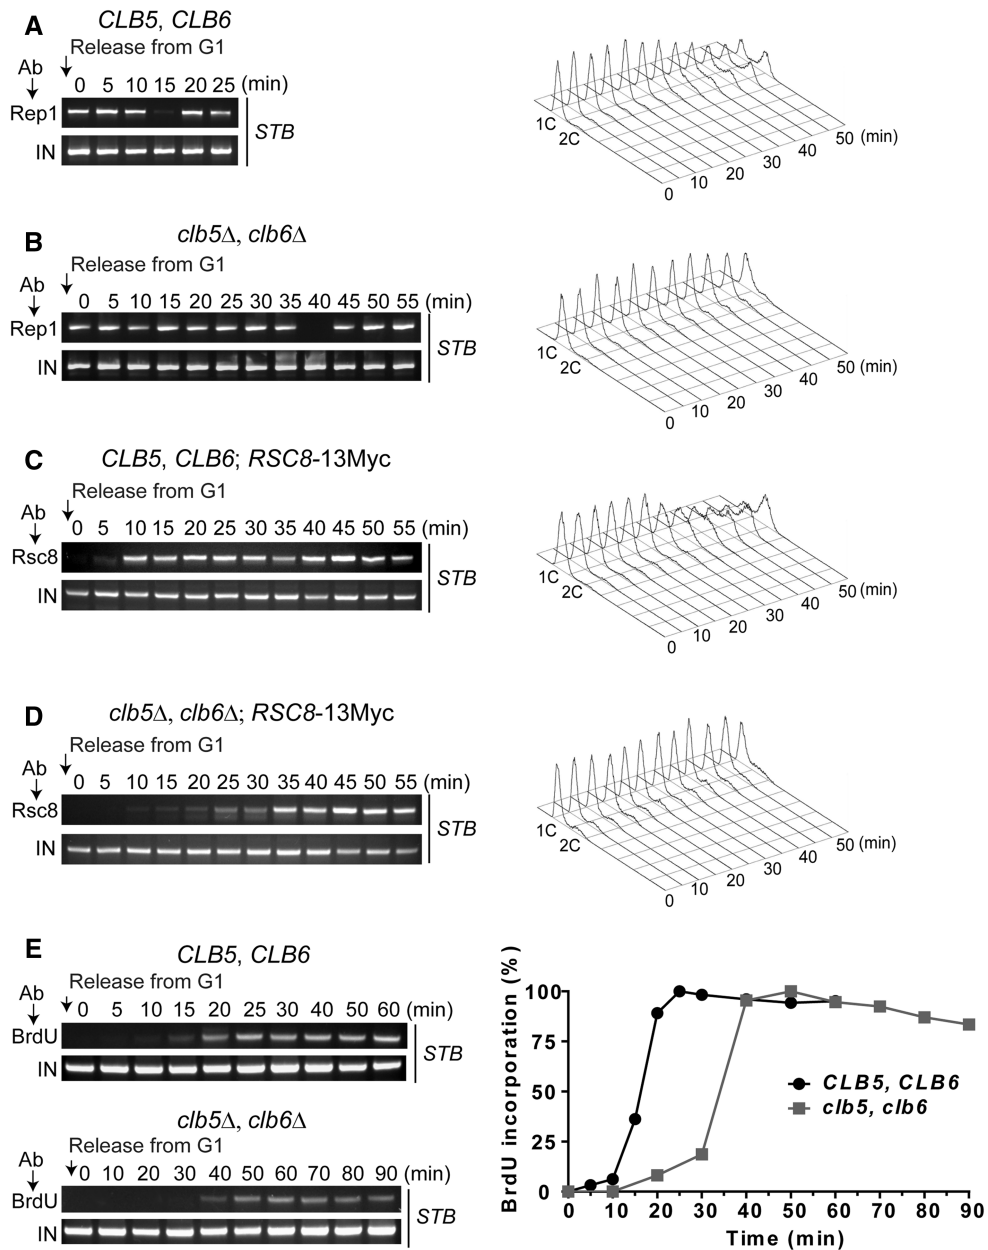 A
CLB5, CLB6
Release from G1
Ab
0 5 10 15 20 25 (min)
Rep1
IN
STB
1C
2C
0 10 20 30 40 50 (min)
B
clb5Δ, clb6Δ
Release from G1
Ab
0 5 10 15 20 25 30 35 40 45 50 55 (min)
Rep1
IN
STB
1C
2C
0 10 20 30 40 50 (min)
C
CLB5, CLB6; RSC8-13Myc
Release from G1
Ab
0 5 10 15 20 25 30 35 40 45 50 55 (min)
Rsc8
IN
STB
1C
2C
0 10 20 30 40 50 (min)
D
clb5Δ, clb6Δ; RSC8-13Myc
Release from G1
Ab
0 5 10 15 20 25 30 35 40 45 50 55 (min)
Rsc8
IN
STB
1C
2C
0 10 20 30 40 50 (min)
E
CLB5, CLB6
Release from G1
Ab
0 5 10 15 20 25 30 40 50 60 (min)
BrdU
IN
STB
clb5Δ, clb6Δ
Release from G1
Ab
0 10 20 30 40 50 60 70 80 90 (min)
BrdU
IN
STB
BrdU incorporation (%)
100
75
50
25
0
CLB5, CLB6
clb5, clb6
0 10 20 30 40 50 60 70 80 90
Time (min)